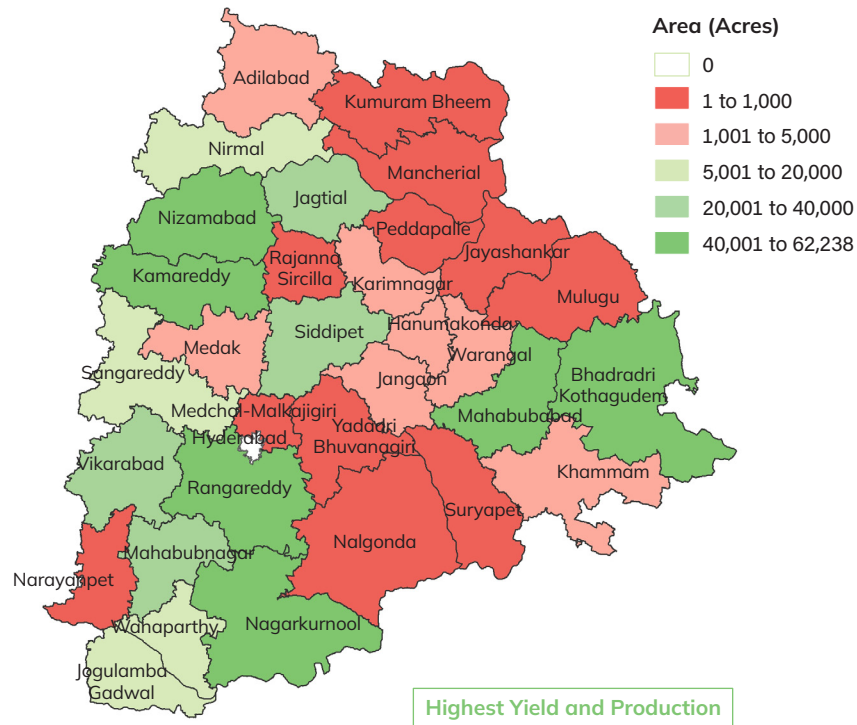 Area (Acres)
0
1 to 1,000
1,001 to 5,000
5,001 to 20,000
20,001 to 40,000
40,001 to 62,238
Adilabad
Kumuram Bheem
Nirmal
Mancherial
Jagtial
Nizamabad
Peddapalle
Rajanna
Sircilla
Jayashankar
Kamareddy
Karimnagar
Mulugu
Hanumakonda
Siddipet
Medak
Warangal
Sangareddy
Jangaon
Bhadradri
Kothagudem
Medchal-Malkajigiri
Mahabubabad
Hyderabad
Yadadri
Bhuvanagiri
Vikarabad
Khammam
Rangareddy
Suryapet
Nalgonda
Mahabubnagar
Narayanpet
Wanaparthy
Nagarkurnool
Jogulamba
Gadwal
Highest Yield and Production